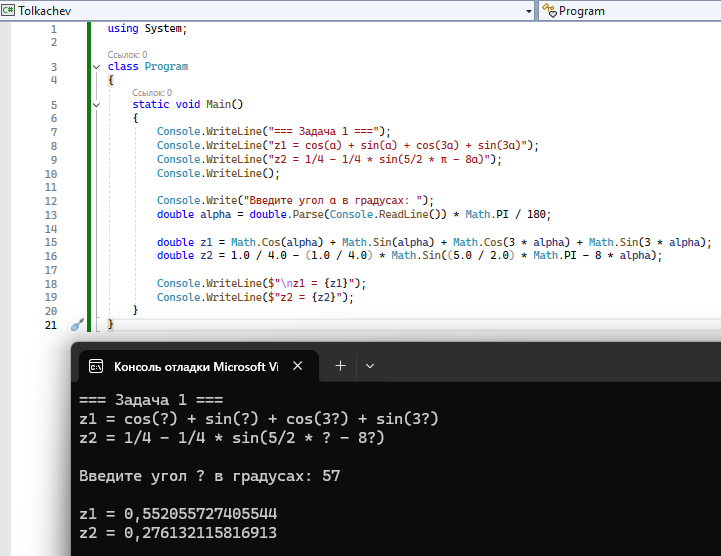 C# Tolkachev
Program
1 using System;
2
Ссылок: 0
3 class Program
4 {
Ссылок: 0
5 static void Main()
6 {
7 Console.WriteLine("=== Задача 1 ===");
8 Console.WriteLine("z1 = cos(α) + sin(α) + cos(3α) + sin(3α)");
9 Console.WriteLine("z2 = 1/4 - 1/4 * sin(5/2 * π - 8α)");
10 Console.WriteLine();
11
12 Console.Write("Введите угол α в градусах: ");
13 double alpha = double.Parse(Console.ReadLine()) * Math.PI / 180;
14
15 double z1 = Math.Cos(alpha) + Math.Sin(alpha) + Math.Cos(3 * alpha) + Math.Sin(3 * alpha);
16 double z2 = 1.0 / 4.0 - (1.0 / 4.0) * Math.Sin((5.0 / 2.0) * Math.PI - 8 * alpha);
17
18 Console.WriteLine($"\nz1 = {z1}");
19 Console.WriteLine($"z2 = {z2}");
20 }
21 }
Консоль отладки Microsoft Vi
=== Задача 1 ===
z1 = cos(?) + sin(?) + cos(3?) + sin(3?)
z2 = 1/4 - 1/4 * sin(5/2 * ? - 8?)
Введите угол ? в градусах: 57
z1 = 0,552055727405544
z2 = 0,276132115816913